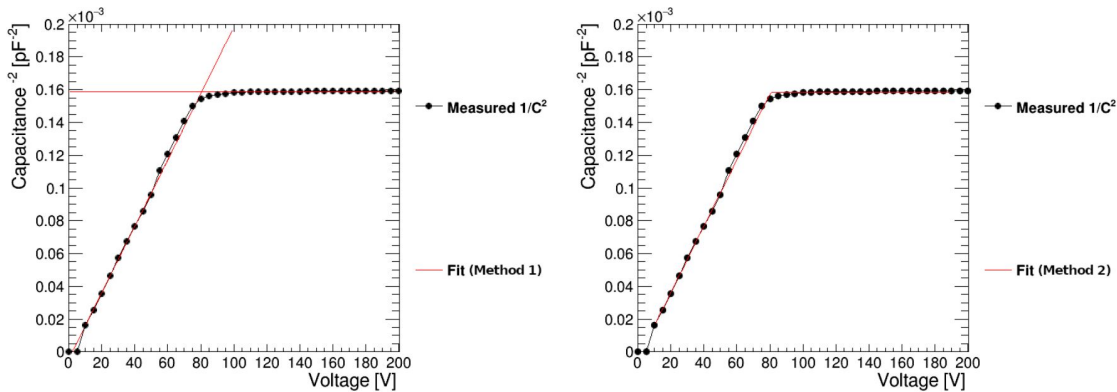 ×10⁻³
0.2
0.18
0.16
0.14
0.12
0.1
0.08
0.06
0.04
0.02
0
Capacitance⁻² [pF⁻²]
0 20 40 60 80 100 120 140 160 180 200
Voltage [V]
Measured 1/C²
Fit (Method 1)
×10⁻³
0.2
0.18
0.16
0.14
0.12
0.1
0.08
0.06
0.04
0.02
0
Capacitance⁻² [pF⁻²]
0 20 40 60 80 100 120 140 160 180 200
Voltage [V]
Measured 1/C²
Fit (Method 2)